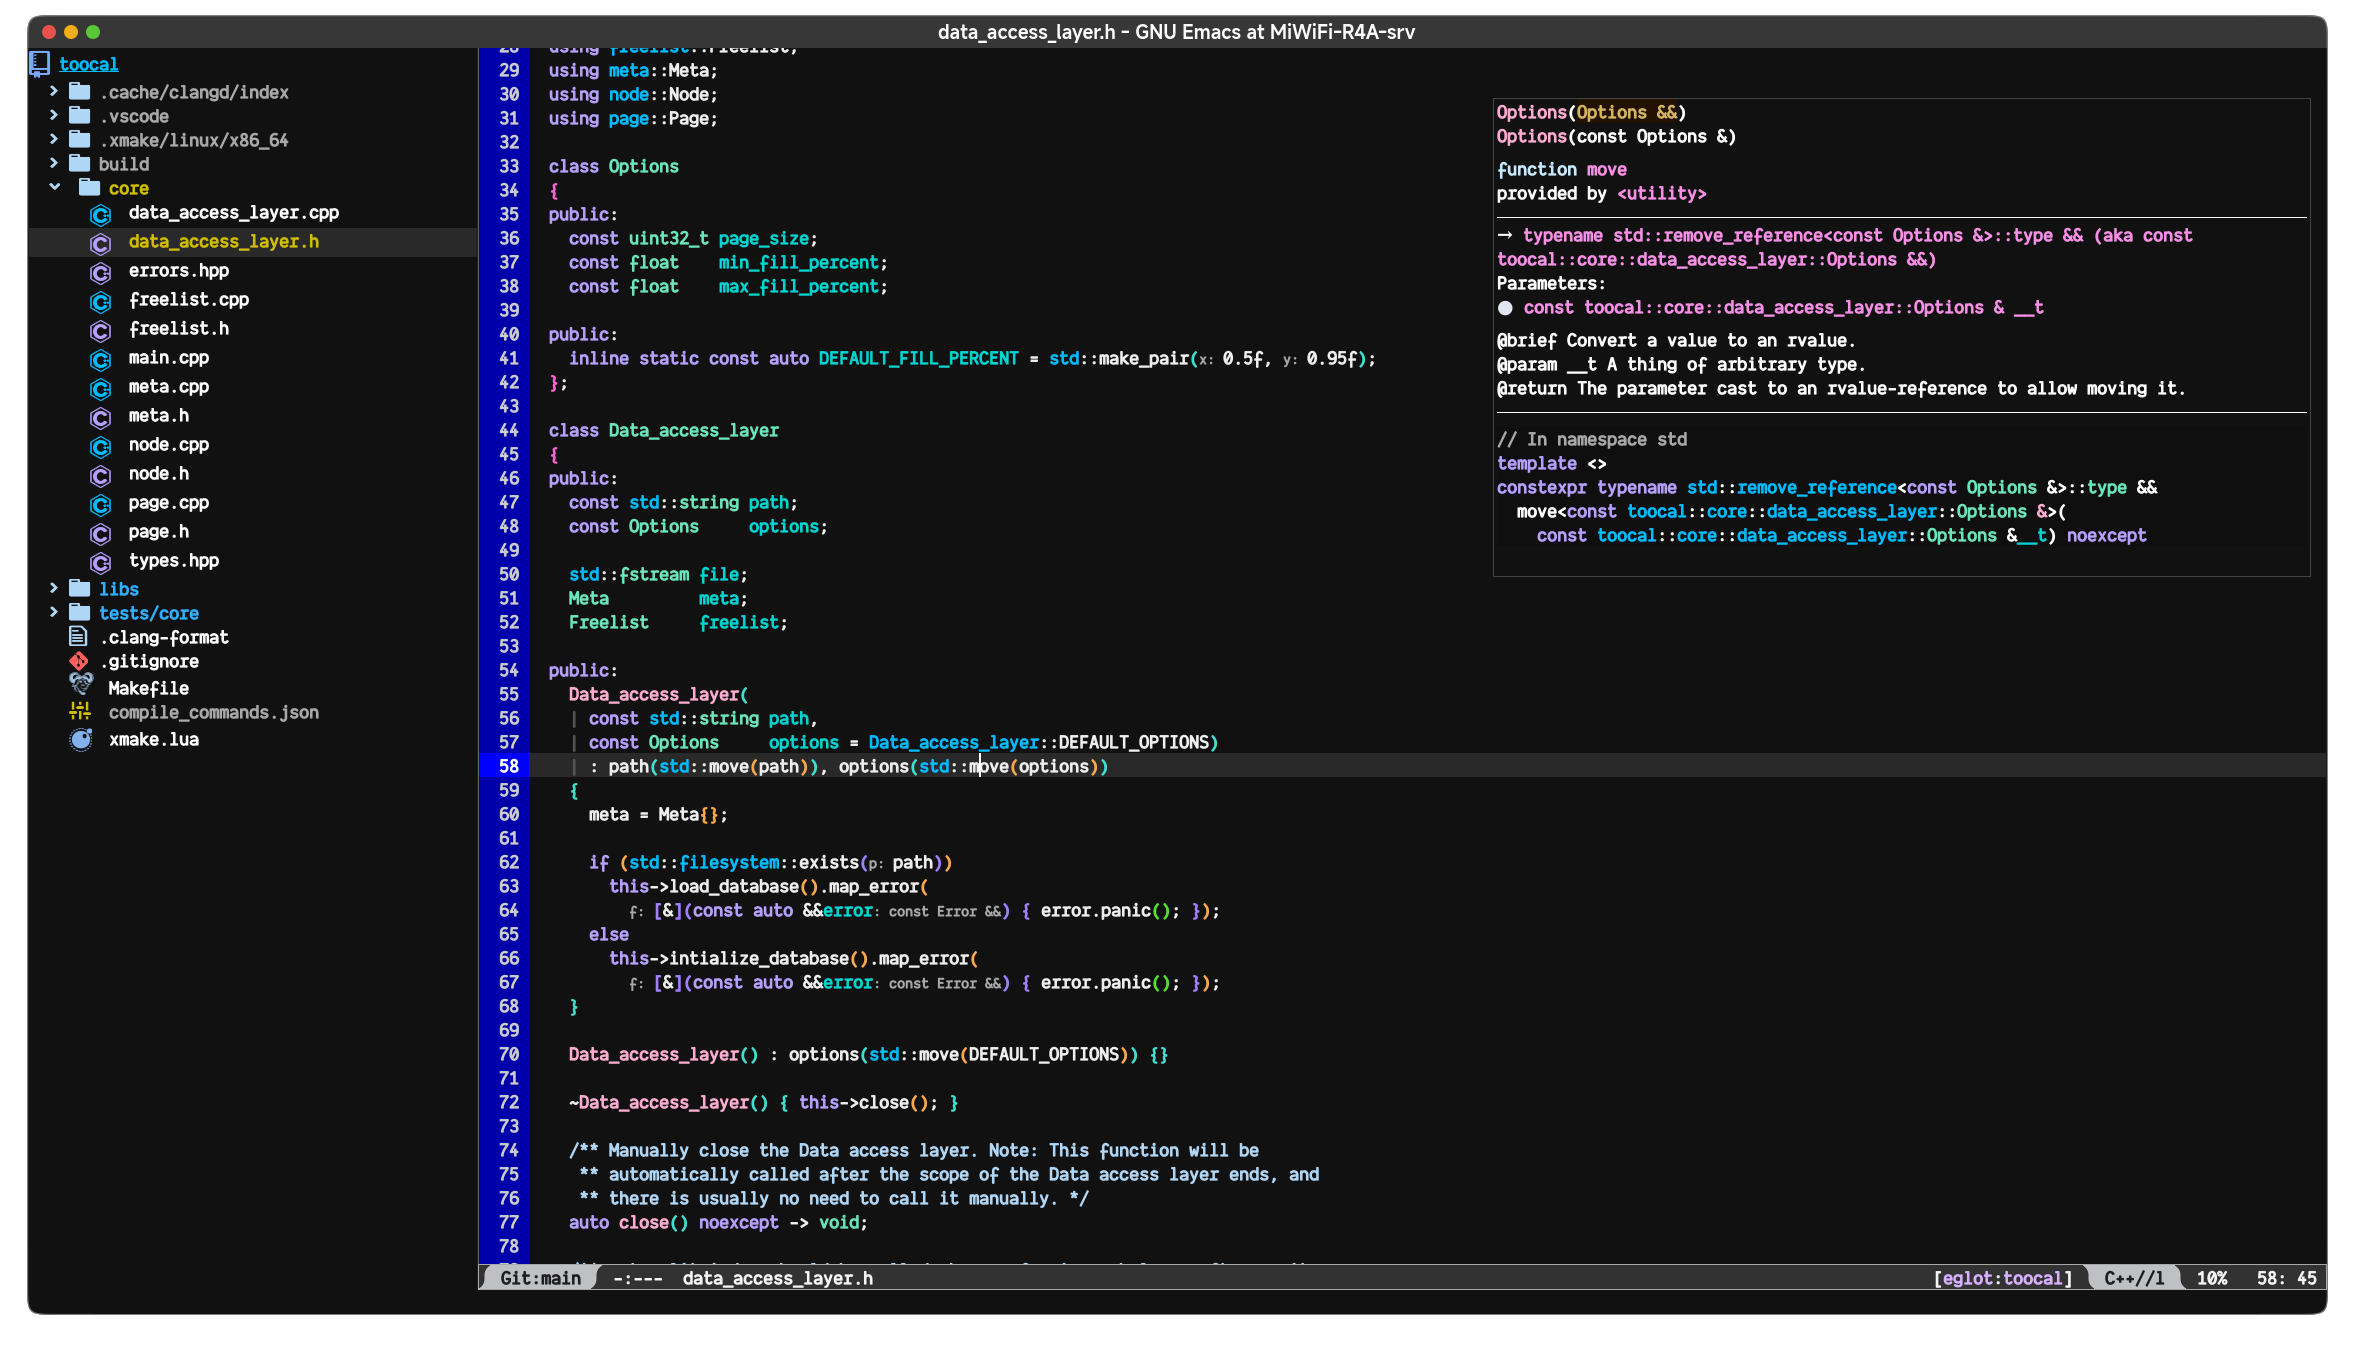 data_access_layer.h – GNU Emacs at MiWiFi-R4A-srv
toocal
.cache/clangd/index
.vscode
.xmake/linux/x86_64
build
core
data_access_layer.cpp
data_access_layer.h
errors.hpp
freelist.cpp
freelist.h
main.cpp
meta.cpp
meta.h
node.cpp
node.h
page.cpp
page.h
types.hpp
libs
tests/core
.clang-format
.gitignore
Makefile
compile_commands.json
xmake.lua
28 using freelist::Freelist;
29 using meta::Meta;
30 using node::Node;
31 using page::Page;
32
33 class Options
34 {
35 public:
36   const uint32_t page_size;
37   const float    min_fill_percent;
38   const float    max_fill_percent;
39
40 public:
41   inline static const auto DEFAULT_FILL_PERCENT = std::make_pair(x: 0.5f, y: 0.95f);
42 };
43
44 class Data_access_layer
45 {
46 public:
47   const std::string path;
48   const Options     options;
49
50   std::fstream file;
51   Meta         meta;
52   Freelist     freelist;
53
54 public:
55   Data_access_layer(
56   | const std::string path,
57   | const Options     options = Data_access_layer::DEFAULT_OPTIONS)
58   | : path(std::move(path)), options(std::move(options))
59   {
60     meta = Meta{};
61
62     if (std::filesystem::exists(p: path))
63       this->load_database().map_error(
64         f: [&](const auto &&error: const Error &&) { error.panic(); });
65     else
66       this->intialize_database().map_error(
67         f: [&](const auto &&error: const Error &&) { error.panic(); });
68   }
69
70   Data_access_layer() : options(std::move(DEFAULT_OPTIONS)) {}
71
72   ~Data_access_layer() { this->close(); }
73
74   /** Manually close the Data access layer. Note: This function will be
75    ** automatically called after the scope of the Data access layer ends, and
76    ** there is usually no need to call it manually. */
77   auto close() noexcept -> void;
78
Options(Options &&)
Options(const Options &)
function move
provided by <utility>
→ typename std::remove_reference<const Options &>::type && (aka const
toocal::core::data_access_layer::Options &&)
Parameters:
● const toocal::core::data_access_layer::Options & __t
@brief Convert a value to an rvalue.
@param __t A thing of arbitrary type.
@return The parameter cast to an rvalue-reference to allow moving it.
// In namespace std
template <>
constexpr typename std::remove_reference<const Options &>::type &&
  move<const toocal::core::data_access_layer::Options &>(
    const toocal::core::data_access_layer::Options &__t) noexcept
Git:main -:--- data_access_layer.h [eglot:toocal] C++//l 10% 58: 45